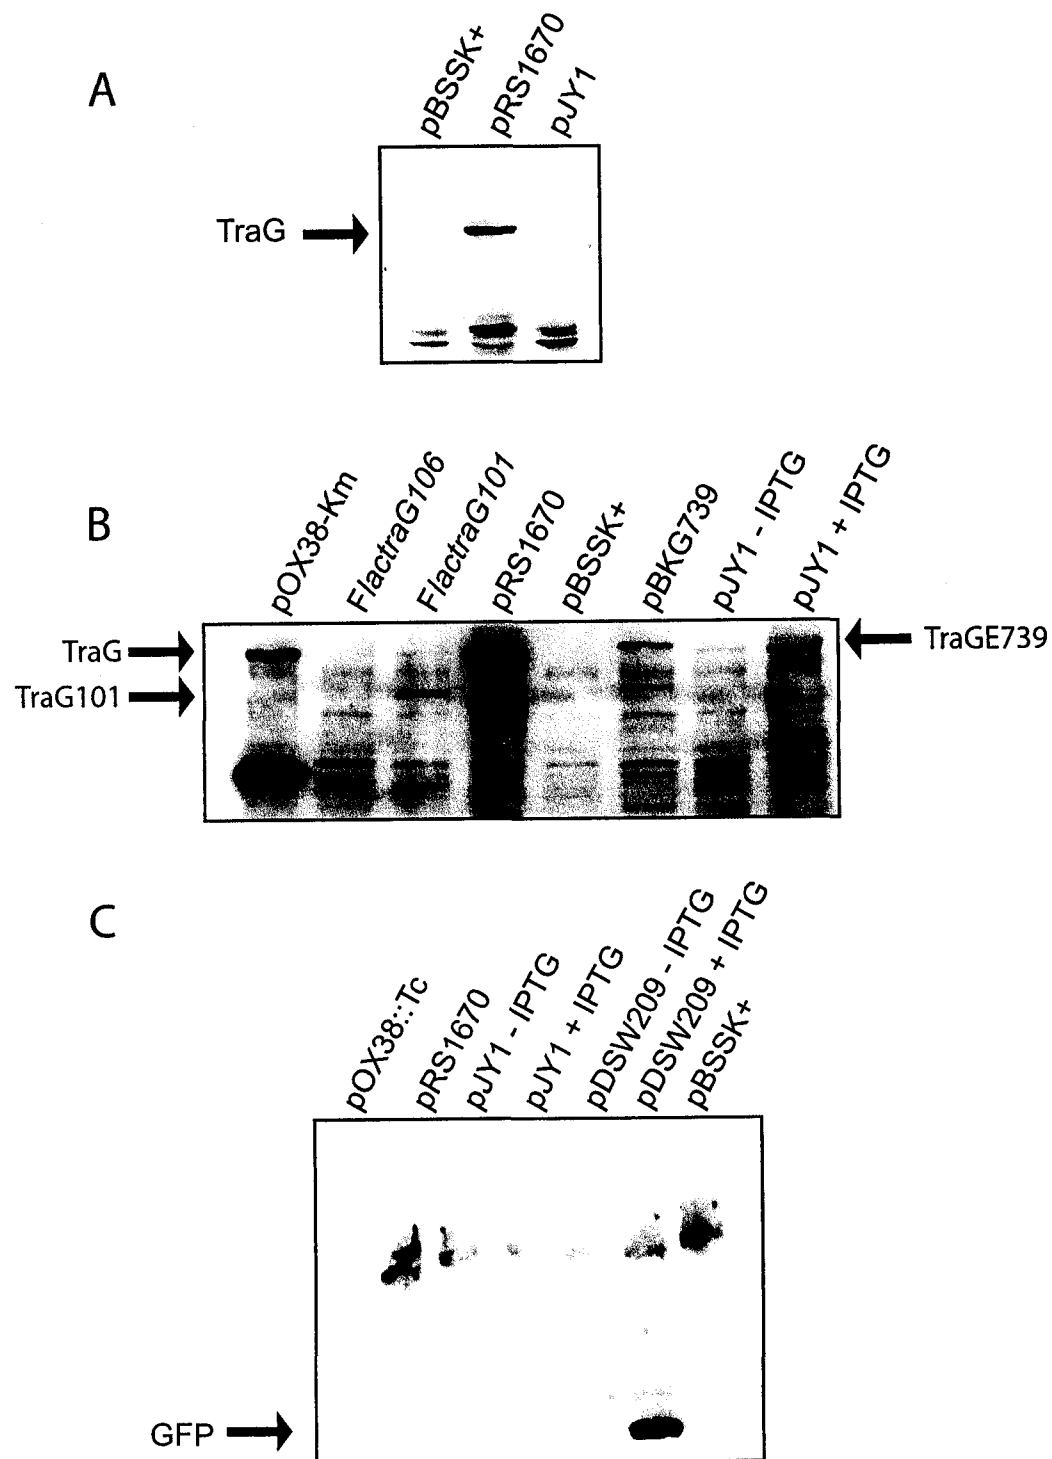 A
pBSSK+
pRS1670
pJY1
TraG
B
pOX38-Km
FlactraG106
FlactraG101
pRS1670
pBSSK+
pBKG739
pJY1 - IPTG
pJY1 + IPTG
TraG
TraG101
TraGE739
C
pOX38::Tc
pRS1670
pJY1 - IPTG
pJY1 + IPTG
pDSW209 - IPTG
pDSW209 + IPTG
pBSSK+
GFP